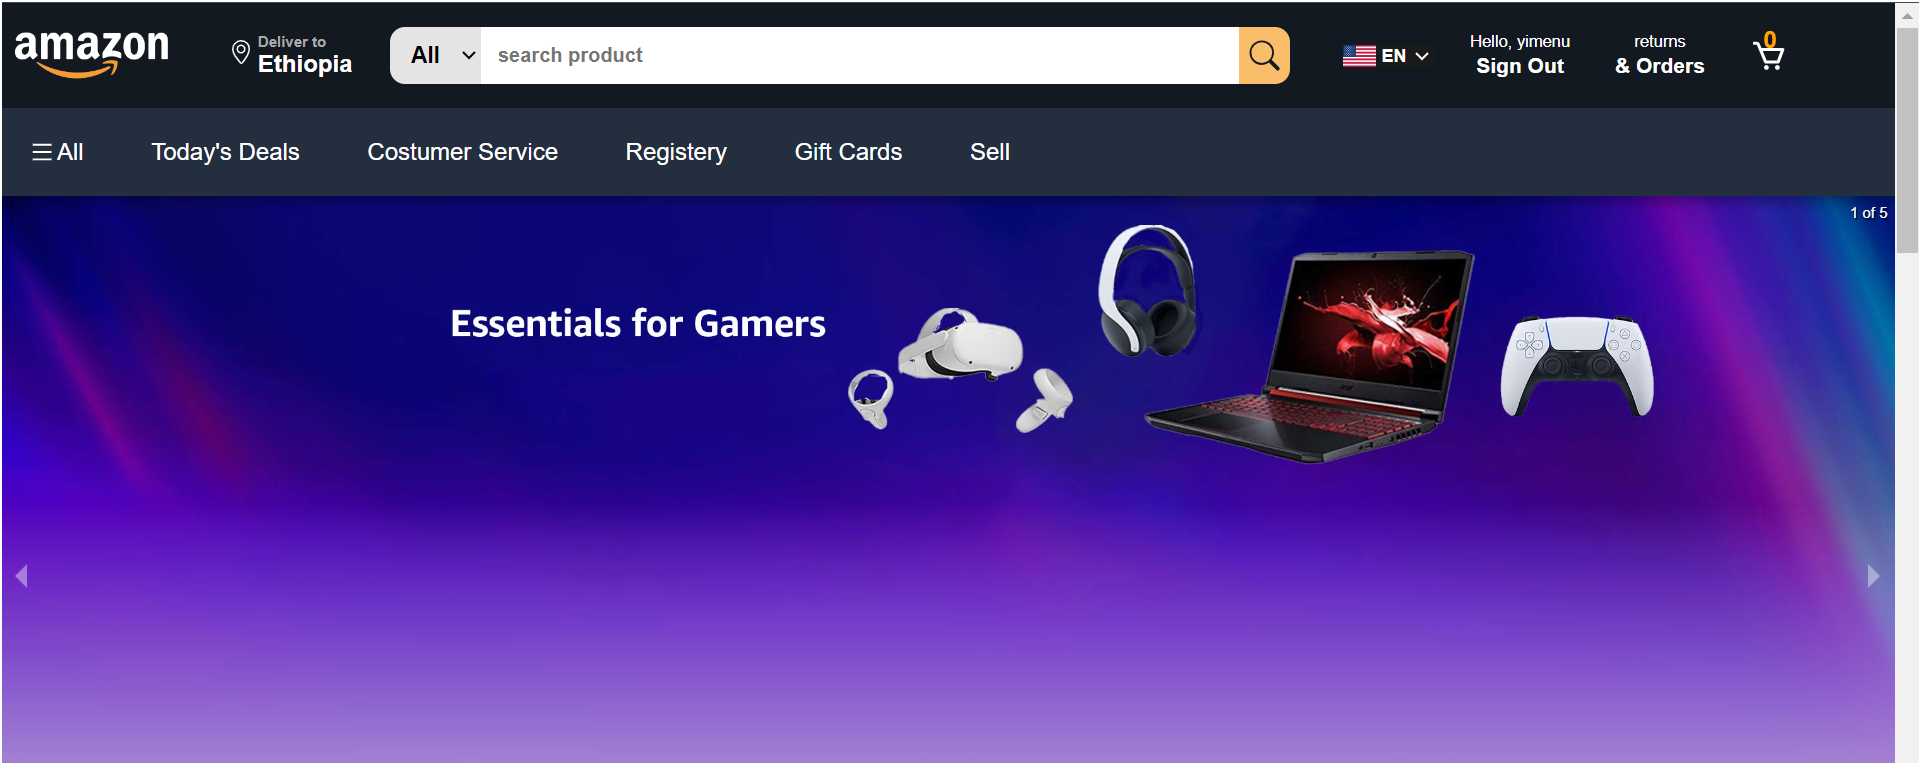 amazon
Deliver to
Ethiopia
All
search product
EN
Hello, yimenu
Sign Out
returns
& Orders
0
All
Today's Deals
Costumer Service
Registery
Gift Cards
Sell
1 of 5
Essentials for Gamers
acer